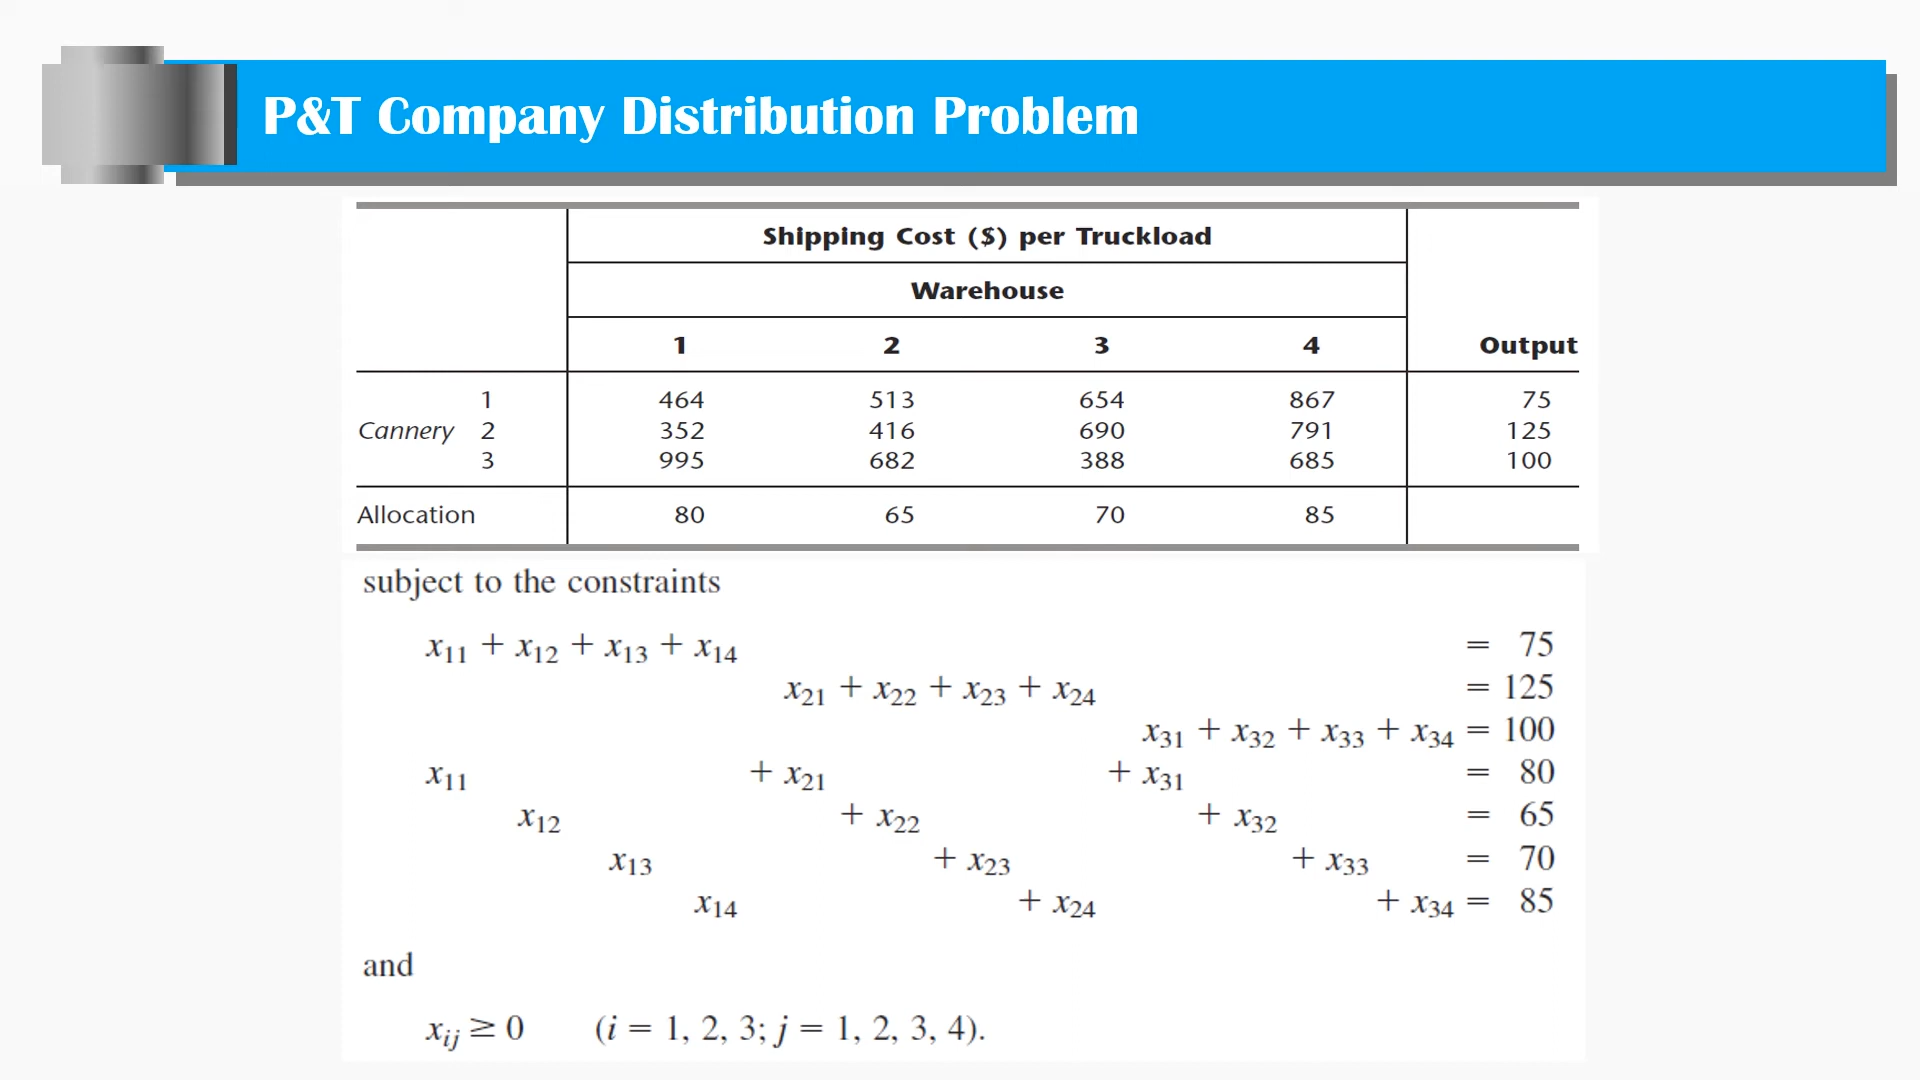 P&T Company Distribution Problem
Shipping Cost ($) per Truckload
Warehouse
1 2 3 4 Output
1 464 513 654 867 75
Cannery 2 352 416 690 791 125
3 995 682 388 685 100
Allocation 80 65 70 85
subject to the constraints
x11 + x12 + x13 + x14 = 75
x21 + x22 + x23 + x24 = 125
x31 + x32 + x33 + x34 = 100
x11 + x21 + x31 = 80
x12 + x22 + x32 = 65
x13 + x23 + x33 = 70
x14 + x24 + x34 = 85
and
xij ≥ 0 (i = 1, 2, 3; j = 1, 2, 3, 4).